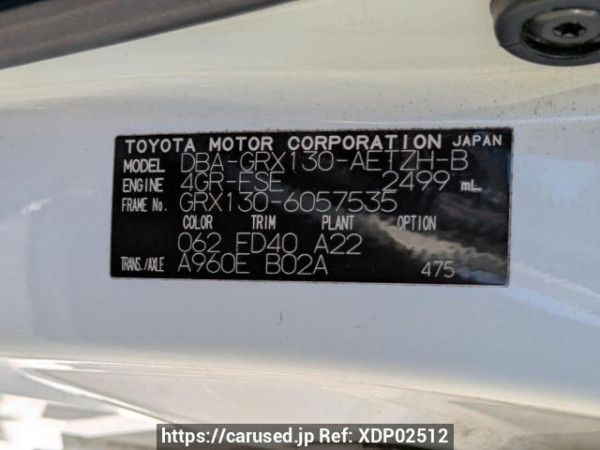 TOYOTA MOTOR CORPORATION JAPAN
MODEL DBA-GRX130-AETZH-B
ENGINE 4GR-FSE 2499 mL
FRAME No. GRX130-6057535
COLOR TRIM PLANT OPTION
062 FD40 A22
TRANS./AXLE A960E B02A 475
https://carused.jp Ref: XDP02512